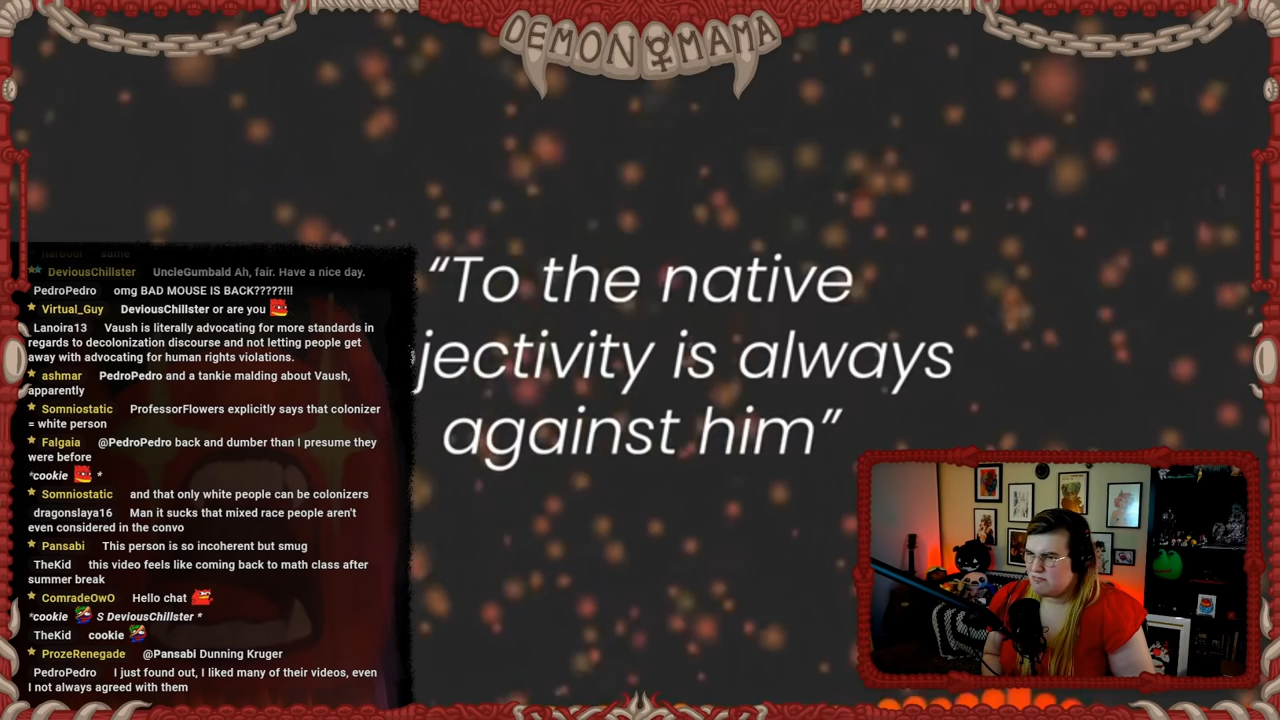 DEMON MAMA
harbour same
DeviousChillster UncleGumbald Ah, fair. Have a nice day.
PedroPedro omg BAD MOUSE IS BACK?????!!!
Virtual_Guy DeviousChillster or are you
Lanoira13 Vaush is literally advocating for more standards in
regards to decolonization discourse and not letting people get
away with advocating for human rights violations.
ashmar PedroPedro and a tankie malding about Vaush,
apparently
Somniostatic ProfessorFlowers explicitly says that colonizer
= white person
Falgaia @PedroPedro back and dumber than I presume they
were before
*cookie *
Somniostatic and that only white people can be colonizers
dragonslaya16 Man it sucks that mixed race people aren't
even considered in the convo
Pansabi This person is so incoherent but smug
TheKid this video feels like coming back to math class after
summer break
ComradeOwO Hello chat
*cookie S DeviousChillster *
TheKid cookie
ProzeRenegade @Pansabi Dunning Kruger
PedroPedro I just found out, I liked many of their videos, even
I not always agreed with them
“To the native
jectivity is always
against him”